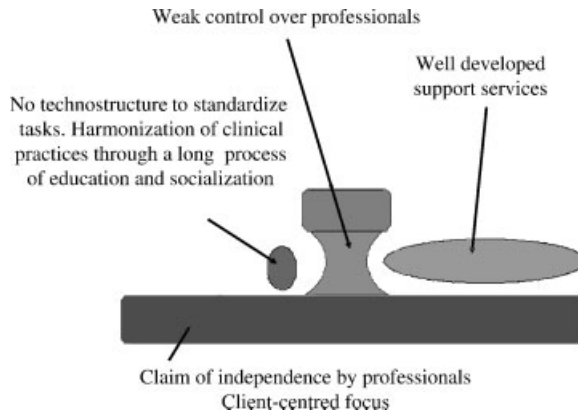 Weak control over professionals
Well developed
support services
No technostructure to standardize
tasks. Harmonization of clinical
practices through a long process
of education and socialization
Claim of independence by professionals
Client-centred focus